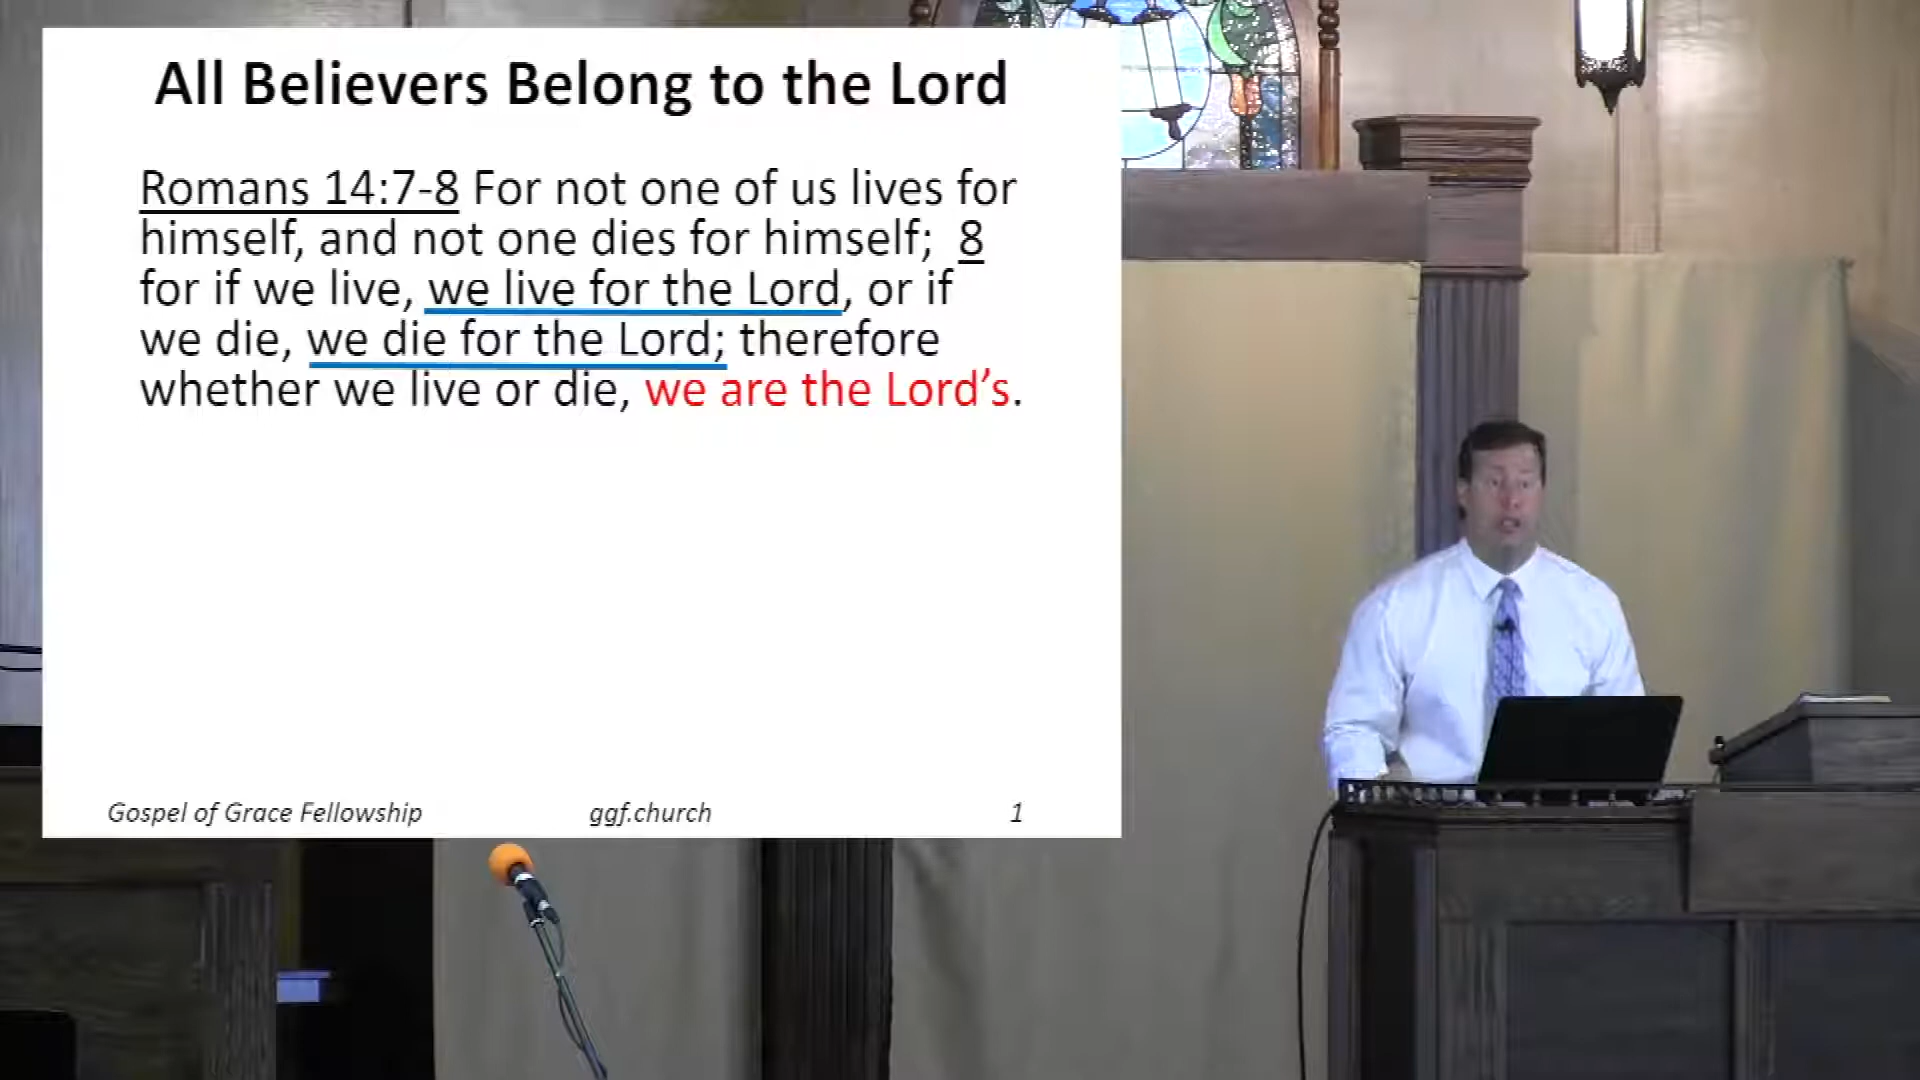 All Believers Belong to the Lord
Romans 14:7-8 For not one of us lives for
himself, and not one dies for himself;  8
for if we live, we live for the Lord, or if
we die, we die for the Lord; therefore
whether we live or die, we are the Lord’s.
Gospel of Grace Fellowship ggf.church 1